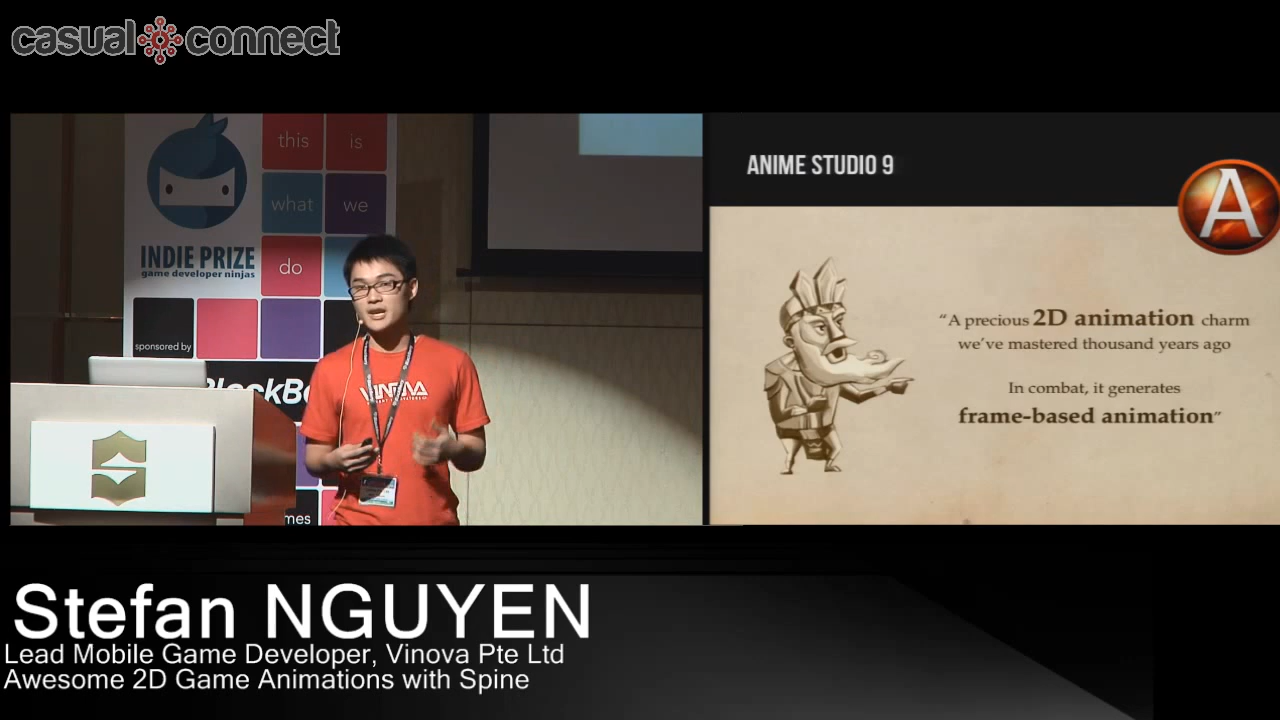 casual connect
this is
what we
do
INDIE PRIZE
game developer ninjas
sponsored by
VINOVA
ANIME STUDIO 9
A
“A precious 2D animation charm
we’ve mastered thousand years ago
In combat, it generates
frame-based animation”
Stefan NGUYEN
Lead Mobile Game Developer, Vinova Pte Ltd
Awesome 2D Game Animations with Spine